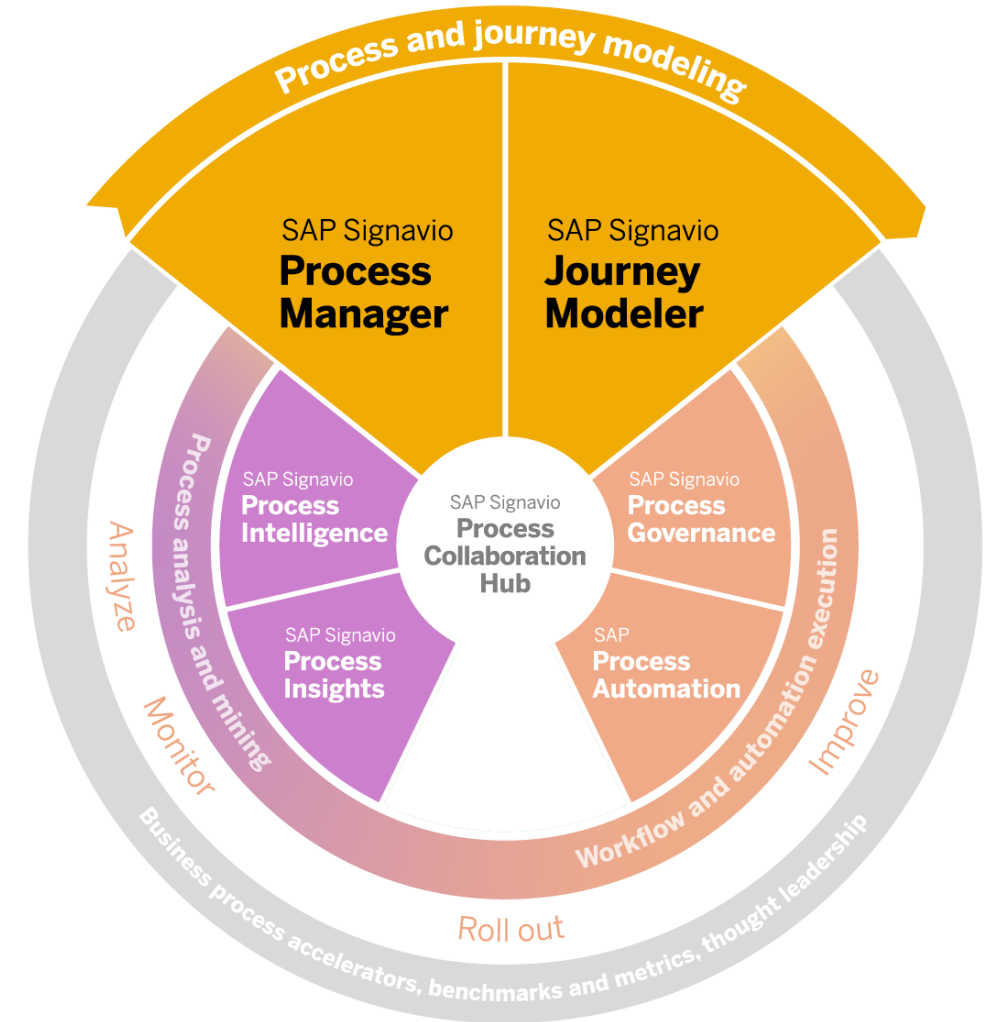 Process and journey modeling
SAP Signavio
Process
Manager
SAP Signavio
Journey
Modeler
SAP Signavio
Process
Intelligence
SAP Signavio
Process
Insights
SAP Signavio
Process
Collaboration
Hub
SAP Signavio
Process
Governance
SAP
Process
Automation
Process analysis and mining
Workflow and automation execution
Analyze
Monitor
Roll out
Improve
Business process accelerators, benchmarks and metrics, thought leadership